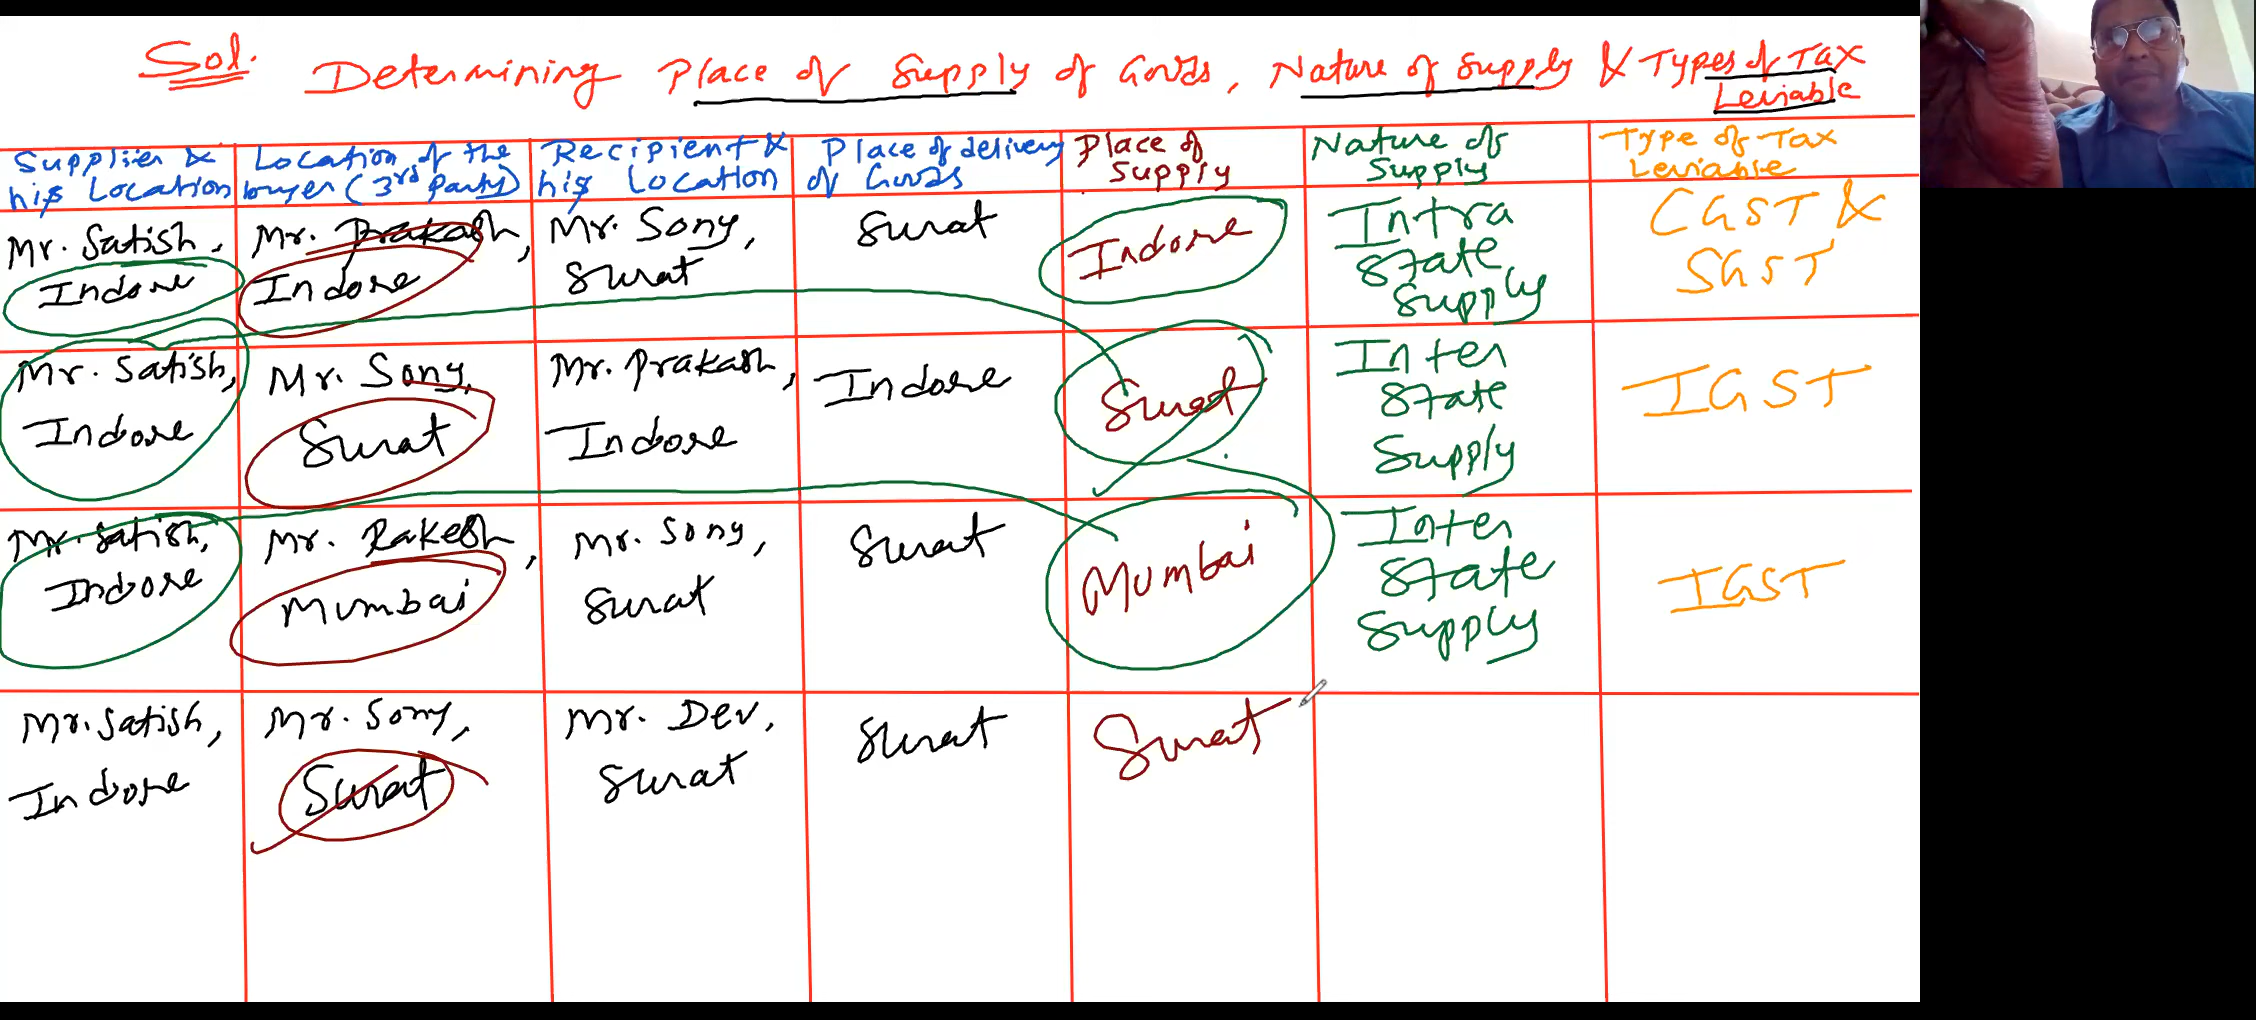 Sol. Determining Place of Supply of Goods, Nature of Supply & Types of Tax
Leviable
Supplier &
his Location
Location of the
buyer (3rd Party)
Recipient &
his Location
Place of delivery
of Goods
Place of
Supply
Nature of
Supply
Type of Tax
Leviable
Mr. Satish,
Indore
Mr. Prakash,
Indore
Mr. Sony,
Surat
Surat
Indore
Intra
State
Supply
CGST &
SGST
Mr. Satish,
Indore
Mr. Sony,
Surat
Mr. Prakash,
Indore
Indore
Surat
Inter
State
Supply
IGST
Mr. Satish,
Indore
Mr. Rakesh,
Mumbai
Mr. Sony,
Surat
Surat
Mumbai
Inter
State
Supply
IGST
Mr. Satish,
Indore
Mr. Sony,
Surat
Mr. Dev,
Surat
Surat
Surat